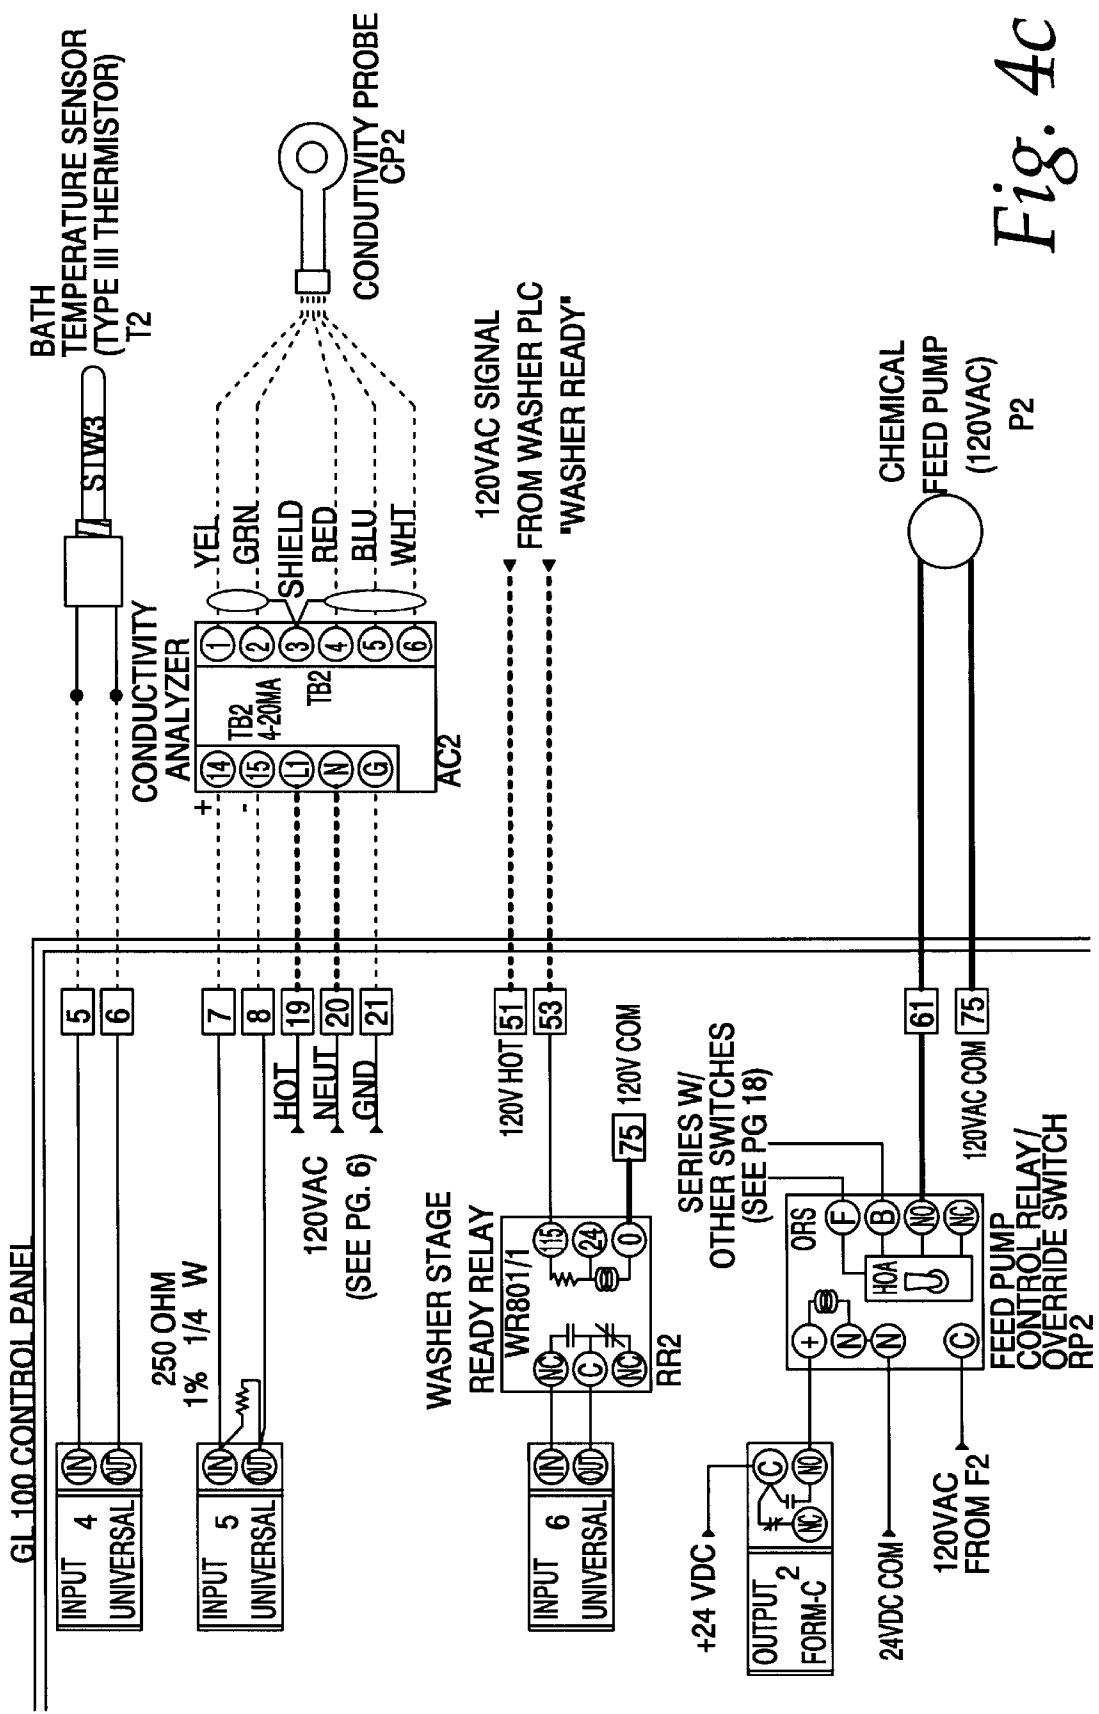 GL 100 CONTROL PANEL
INPUT 4
UNIVERSAL
IN
OUT
5
6
BATH
TEMPERATURE SENSOR
(TYPE III THERMISTOR)
T2
STW3
INPUT 5
UNIVERSAL
IN
OUT
250 OHM
1% 1/4 W
7
8
19
20
21
HOT
NEUT
GND
120VAC
(SEE PG. 6)
CONDUCTIVITY
ANALYZER
+
-
14
15
L1
N
G
TB2
4-20MA
TB2
1
2
3
4
5
6
AC2
YEL
GRN
SHIELD
RED
BLU
WHT
CONDUTIVITY PROBE
CP2
INPUT 6
UNIVERSAL
IN
OUT
WASHER STAGE
READY RELAY
WR801/1
NC
C
NC
115
24
0
RR2
120V HOT
51
53
75
120V COM
120VAC SIGNAL
FROM WASHER PLC
"WASHER READY"
+24 VDC
OUTPUT 2
FORM-C
C
NO
NC
24VDC COM
120VAC
FROM F2
SERIES W/
OTHER SWITCHES
(SEE PG 18)
ORS
+
N
N
C
HOA
F
B
NO
NC
FEED PUMP
CONTROL RELAY/
OVERRIDE SWITCH
RP2
61
75
120VAC COM
CHEMICAL
FEED PUMP
(120VAC)
P2
Fig. 4c